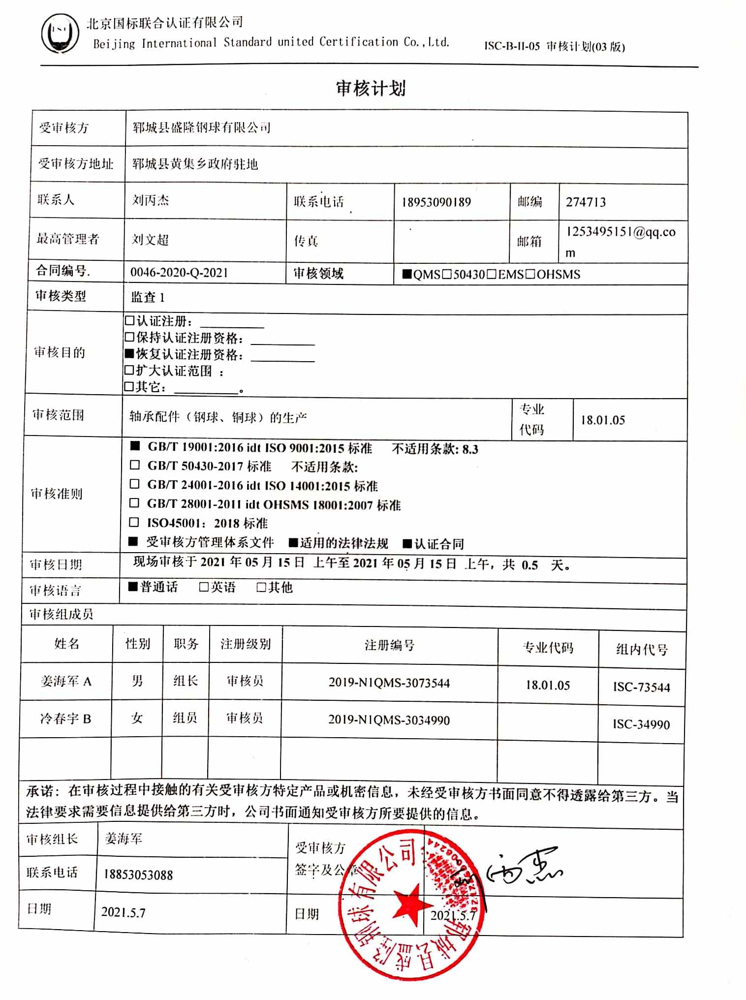 北京国标联合认证有限公司
Beijing International Standard united Certification Co.,Ltd. ISC-B-II-05 审核计划(03 版)
审核计划
受审核方 郓城县盛隆钢球有限公司
受审核方地址 郓城县黄集乡政府驻地
联系人 刘丙杰 联系电话 18953090189 邮编 274713
最高管理者 刘文超 传真 邮箱 1253495151@qq.co
m
合同编号. 0046-2020-Q-2021 审核领域 ■QMS□50430□EMS□OHSMS
审核类型 监查 1
审核目的
□认证注册：__________
□保持认证注册资格：__________
■恢复认证注册资格：__________
□扩大认证范围 ：
□其它：__________。
审核范围 轴承配件（钢球、铜球）的生产 专业
代码 18.01.05
审核准则
■ GB/T 19001:2016 idt ISO 9001:2015 标准 不适用条款: 8.3
□ GB/T 50430-2017 标准 不适用条款:
□ GB/T 24001-2016 idt ISO 14001:2015 标准
□ GB/T 28001-2011 idt OHSMS 18001:2007 标准
□ ISO45001：2018 标准
■ 受审核方管理体系文件 ■适用的法律法规 ■认证合同
审核日期 现场审核于 2021 年 05 月 15 日 上午至 2021 年 05 月 15 日 上午，共 0.5 天。
审核语言 ■普通话 □英语 □其他
审核组成员
姓名 性别 职务 注册级别 注册编号 专业代码 组内代号
姜海军 A 男 组长 审核员 2019-N1QMS-3073544 18.01.05 ISC-73544
冷春宇 B 女 组员 审核员 2019-N1QMS-3034990 ISC-34990
承诺：在审核过程中接触的有关受审核方特定产品或机密信息，未经受审核方书面同意不得透露给第三方。当
法律要求需要信息提供给第三方时，公司书面通知受审核方所要提供的信息。
审核组长 姜海军 受审核方
签字及公章 刘丙杰
联系电话 18853053088
日期 2021.5.7 日期 2021.5.7
郓城县盛隆钢球有限公司